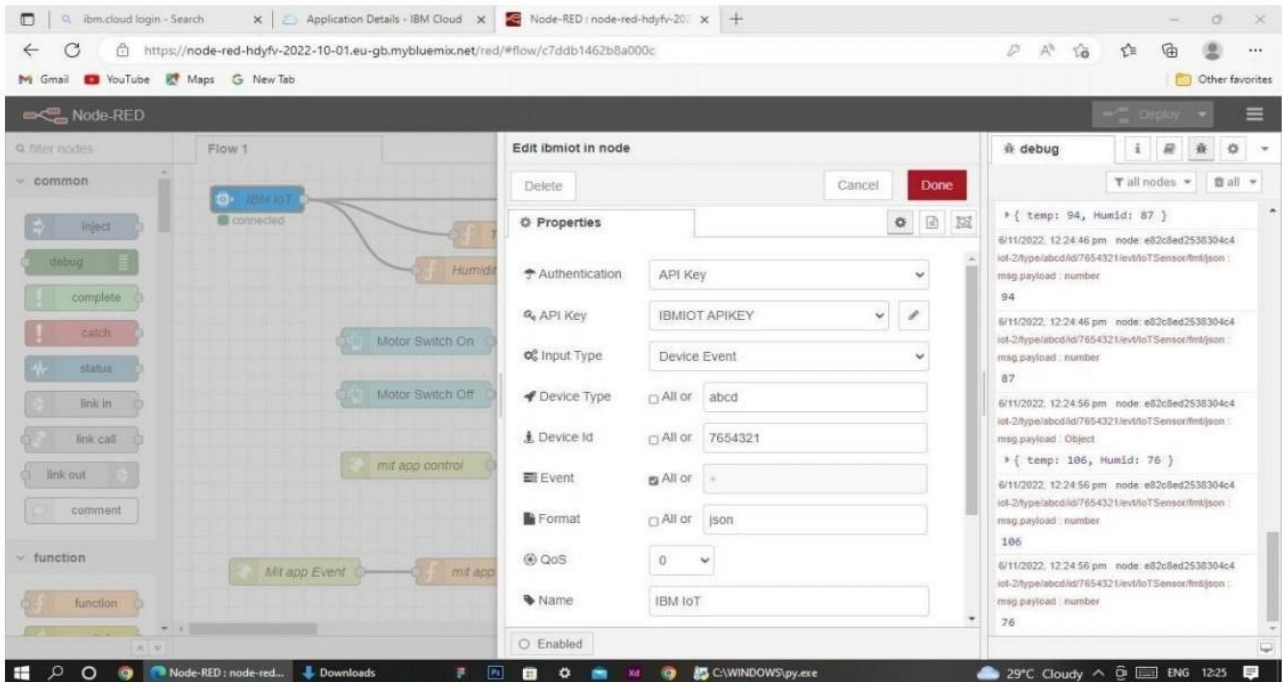 ibm.cloud login - Search
Application Details - IBM Cloud
Node-RED : node-red-hdyfv-202
https://node-red-hdyfv-2022-10-01.eu-gb.mybluemix.net/red/#flow/c7ddb1462b8a000c
Gmail YouTube Maps New Tab
Other favorites
Node-RED
Deploy
filter nodes
Flow 1
Edit ibmiot in node
debug
common
Delete
Cancel
Done
all nodes
all
IBM IoT
connected
Properties
inject
debug
complete
catch
status
link in
link call
link out
comment
function
function
Humidit
Motor Switch On
Motor Switch Off
mit app control
Mit app Event
mit app
Authentication API Key
API Key IBMIOT APIKEY
Input Type Device Event
Device Type All or abcd
Device Id All or 7654321
Event All or +
Format All or json
QoS 0
Name IBM IoT
Enabled
{ temp: 94, Humid: 87 }
6/11/2022, 12:24:46 pm node: e82c8ed2538304c4
iot-2/type/abcd/id/7654321/evt/IoTSensor/fmt/json :
msg.payload : number
94
6/11/2022, 12:24:46 pm node: e82c8ed2538304c4
iot-2/type/abcd/id/7654321/evt/IoTSensor/fmt/json :
msg.payload : number
87
6/11/2022, 12:24:56 pm node: e82c8ed2538304c4
iot-2/type/abcd/id/7654321/evt/IoTSensor/fmt/json :
msg.payload : Object
{ temp: 106, Humid: 76 }
6/11/2022, 12:24:56 pm node: e82c8ed2538304c4
iot-2/type/abcd/id/7654321/evt/IoTSensor/fmt/json :
msg.payload : number
106
6/11/2022, 12:24:56 pm node: e82c8ed2538304c4
iot-2/type/abcd/id/7654321/evt/IoTSensor/fmt/json :
msg.payload : number
76
Node-RED : node-red...
Downloads
C:\WINDOWS\py.exe
29°C Cloudy
ENG
12:25